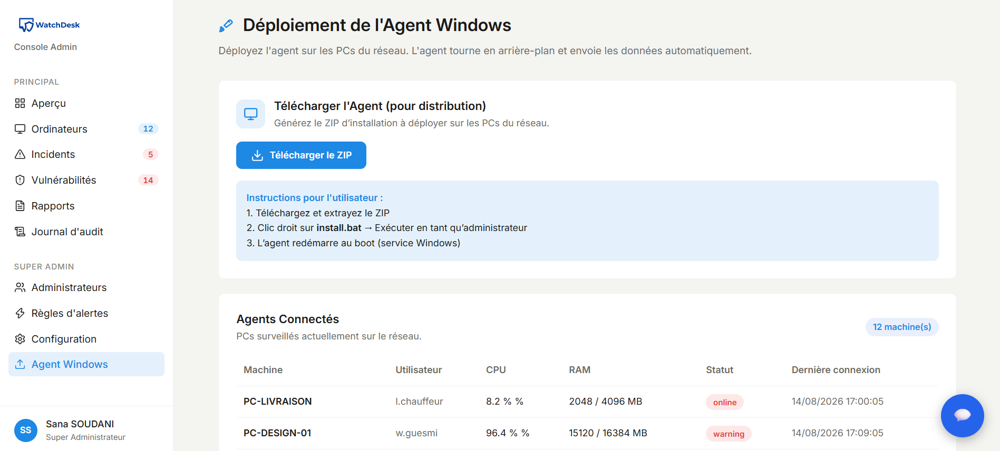 WatchDesk
Console Admin
PRINCIPAL
Aperçu
Ordinateurs 12
Incidents 5
Vulnérabilités 14
Rapports
Journal d'audit
SUPER ADMIN
Administrateurs
Règles d'alertes
Configuration
Agent Windows
SS
Sana SOUDANI
Super Administrateur
Déploiement de l'Agent Windows
Déployez l'agent sur les PCs du réseau. L'agent tourne en arrière-plan et envoie les données automatiquement.
Télécharger l'Agent (pour distribution)
Générez le ZIP d’installation à déployer sur les PCs du réseau.
Télécharger le ZIP
Instructions pour l'utilisateur :
1. Téléchargez et extrayez le ZIP
2. Clic droit sur install.bat → Exécuter en tant qu’administrateur
3. L’agent redémarre au boot (service Windows)
Agents Connectés
PCs surveillés actuellement sur le réseau.
12 machine(s)
Machine Utilisateur CPU RAM Statut Dernière connexion
PC-LIVRAISON l.chauffeur 8.2 % % 2048 / 4096 MB online 14/08/2026 17:00:05
PC-DESIGN-01 w.guesmi 96.4 % % 15120 / 16384 MB warning 14/08/2026 17:09:05